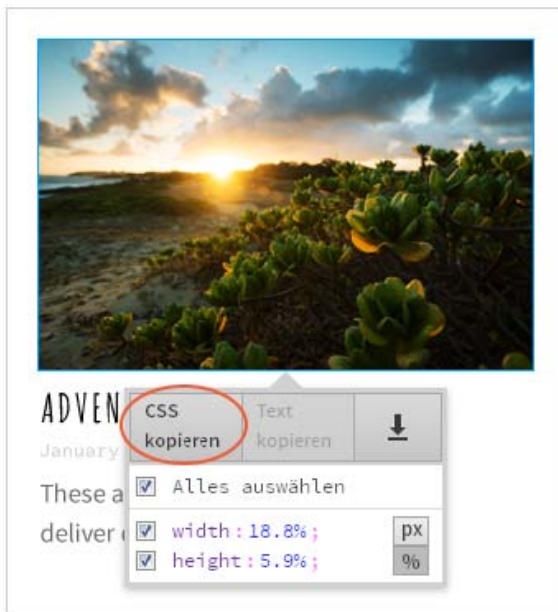 ADVEN
January
These a
deliver
CSS kopieren
Text kopieren
Alles auswählen
width:18.8%;
height:5.9%;
px
%